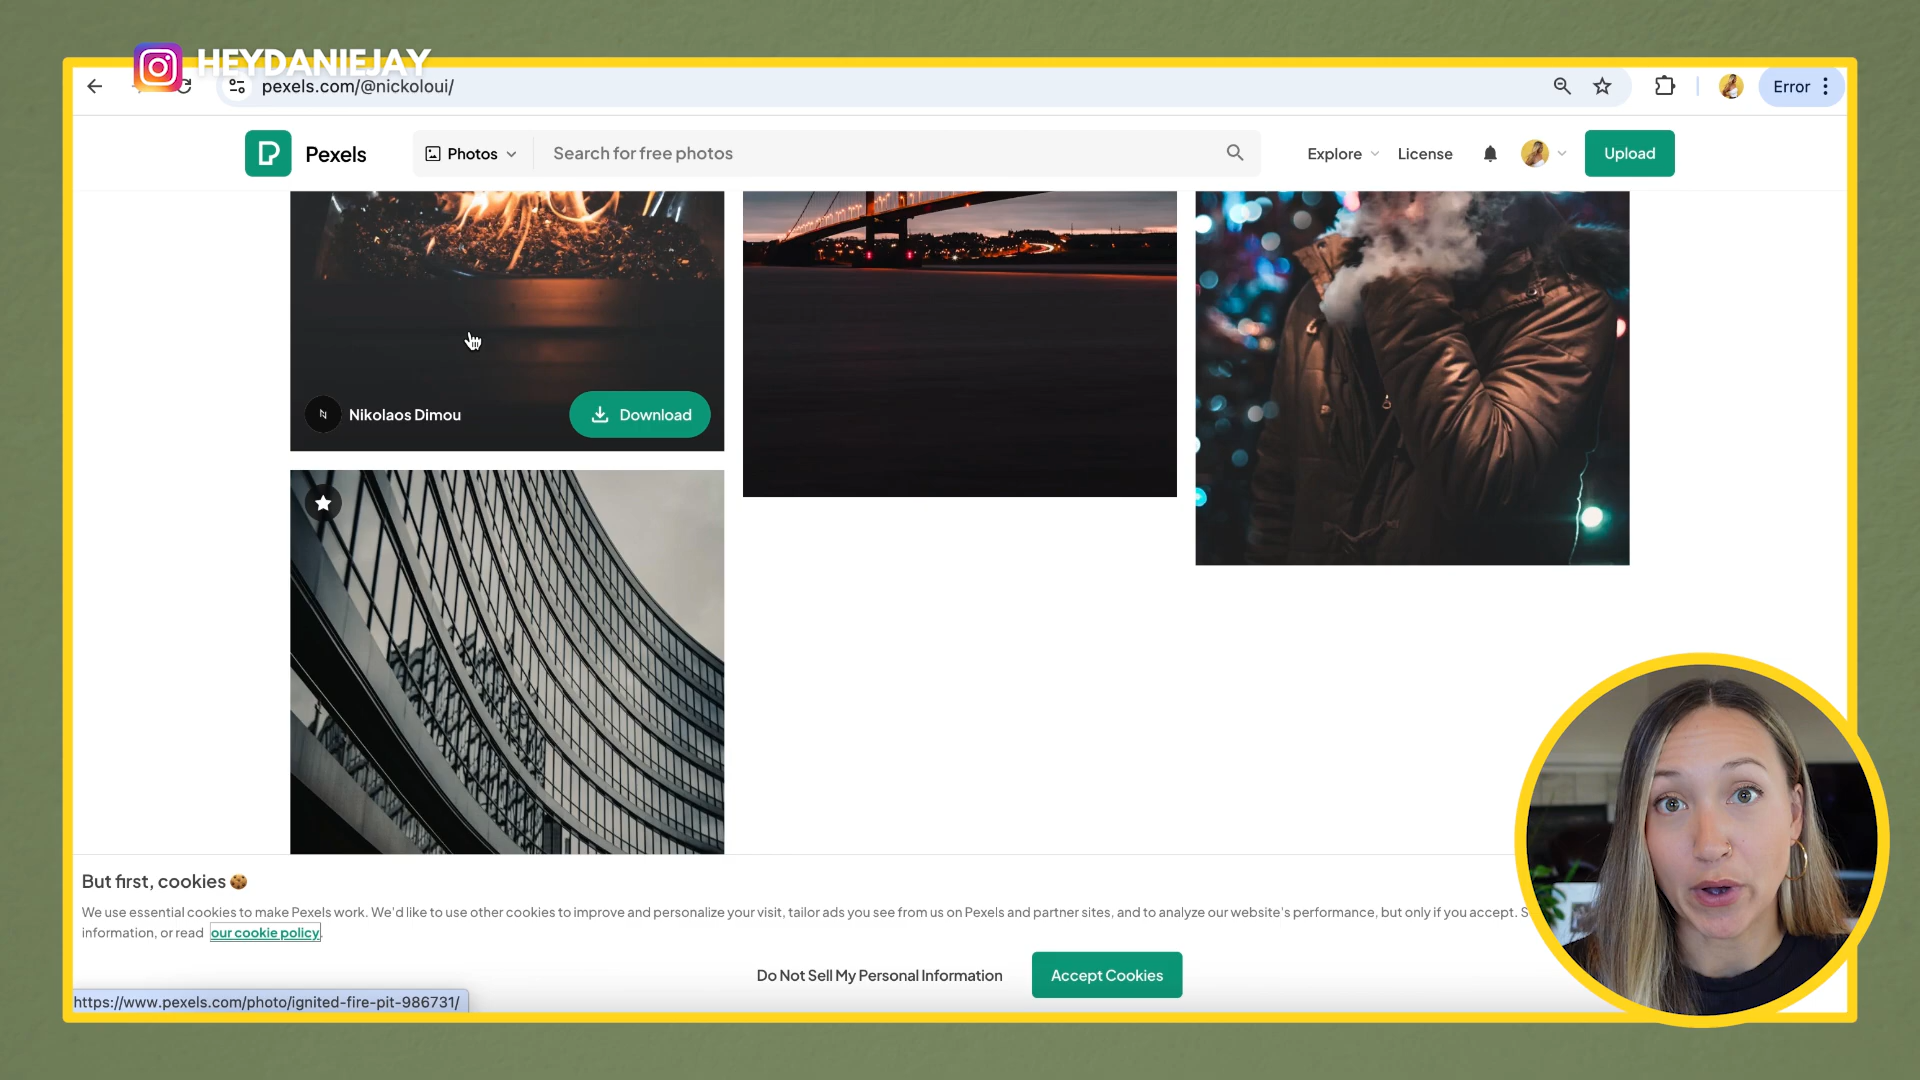 HEYDANIEJAY
pexels.com/@nickoloui/
Error
Pexels
Photos
Search for free photos
Explore
License
Upload
Nikolaos Dimou
Download
But first, cookies
We use essential cookies to make Pexels work. We'd like to use other cookies to improve and personalize your visit, tailor ads you see from us on Pexels and partner sites, and to analyze our website's performance, but only if you accept.
information, or read our cookie policy.
Do Not Sell My Personal Information
Accept Cookies
https://www.pexels.com/photo/ignited-fire-pit-986731/